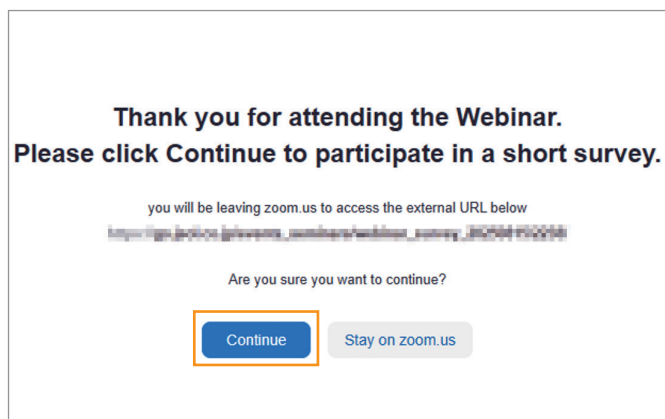 Thank you for attending the Webinar.
Please click Continue to participate in a short survey.
you will be leaving zoom.us to access the external URL below
Are you sure you want to continue?
Continue
Stay on zoom.us